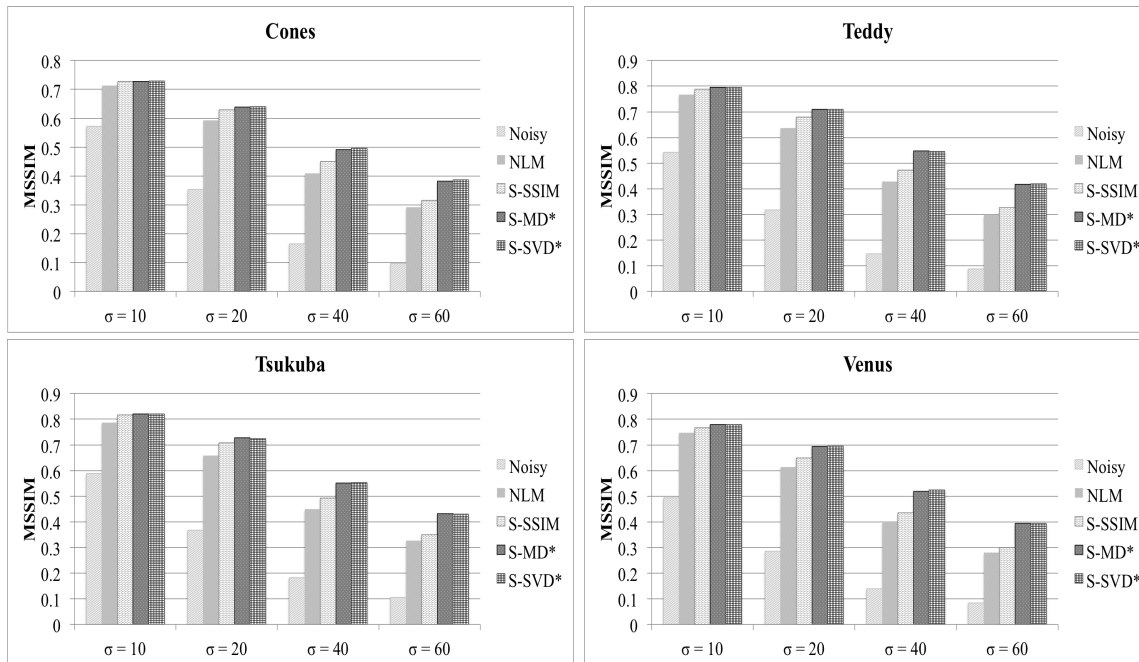 Cones
MSSIM
0.8
0.7
0.6
0.5
0.4
0.3
0.2
0.1
0
σ = 10 σ = 20 σ = 40 σ = 60
Noisy
NLM
S-SSIM
S-MD*
S-SVD*
Teddy
MSSIM
0.9
0.8
0.7
0.6
0.5
0.4
0.3
0.2
0.1
0
σ = 10 σ = 20 σ = 40 σ = 60
Noisy
NLM
S-SSIM
S-MD*
S-SVD*
Tsukuba
MSSIM
0.9
0.8
0.7
0.6
0.5
0.4
0.3
0.2
0.1
0
σ = 10 σ = 20 σ = 40 σ = 60
Noisy
NLM
S-SSIM
S-MD*
S-SVD*
Venus
MSSIM
0.9
0.8
0.7
0.6
0.5
0.4
0.3
0.2
0.1
0
σ = 10 σ = 20 σ = 40 σ = 60
Noisy
NLM
S-SSIM
S-MD*
S-SVD*